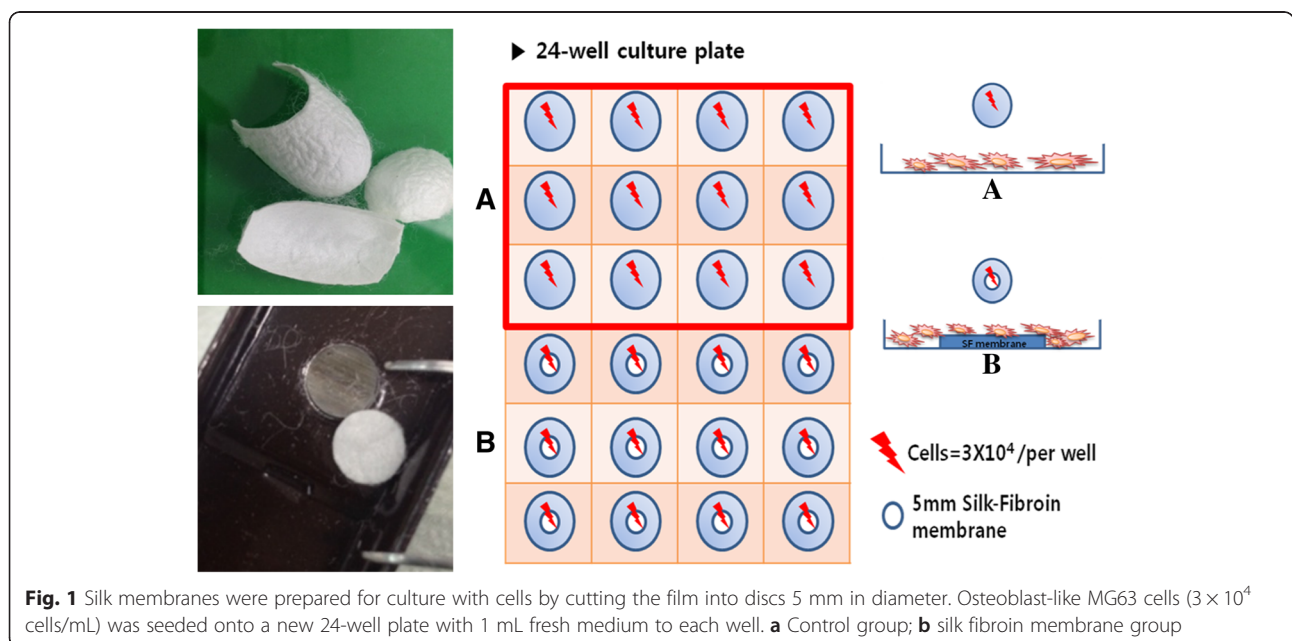 ▶ 24-well culture plate
A
B
A
SF membrane
B
Cells=3X10⁴/per well
5mm Silk-Fibroin
membrane
Fig. 1 Silk membranes were prepared for culture with cells by cutting the film into discs 5 mm in diameter. Osteoblast-like MG63 cells (3 × 10⁴
cells/mL) was seeded onto a new 24-well plate with 1 mL fresh medium to each well. a Control group; b silk fibroin membrane group